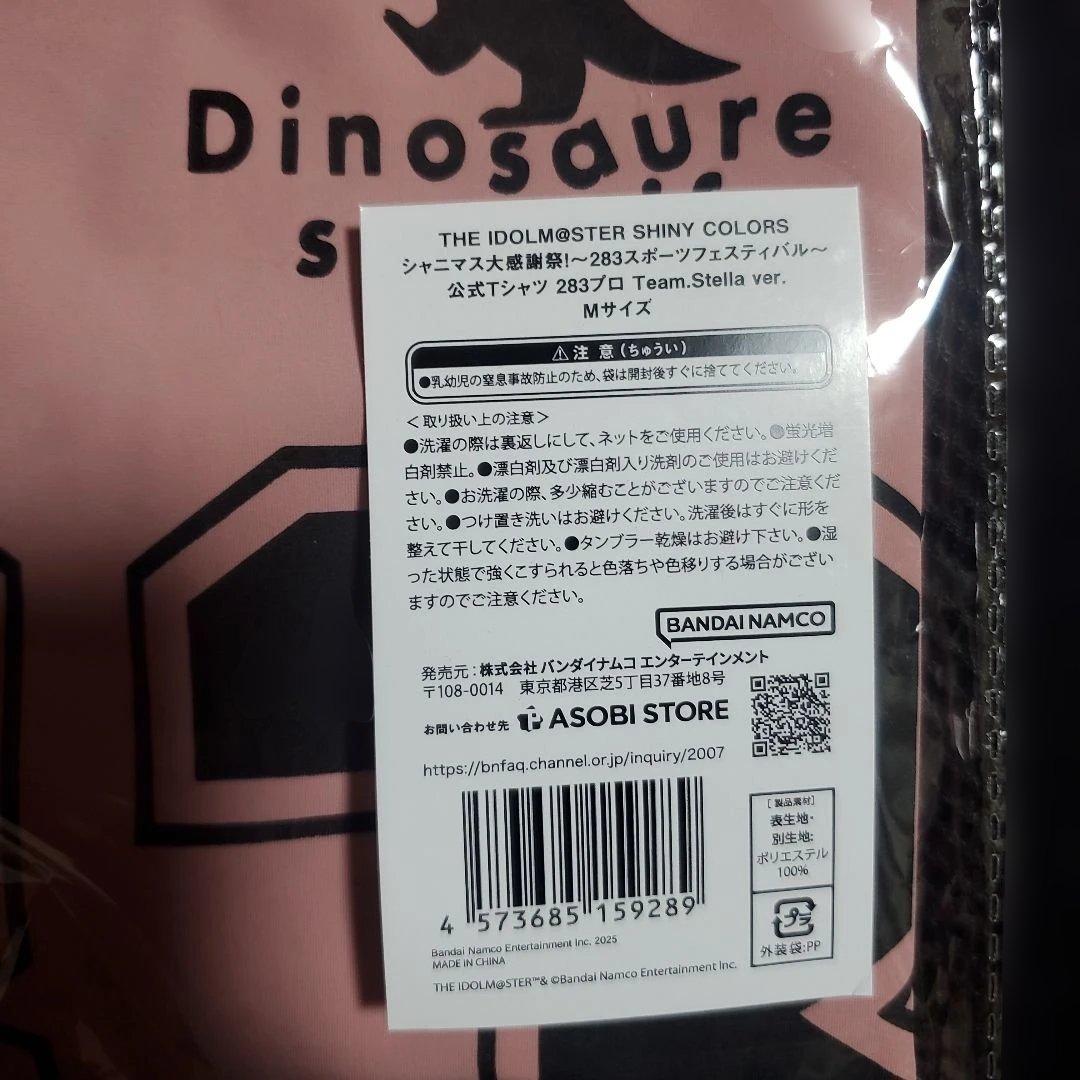 Dinosaure
s
THE IDOLM@STER SHINY COLORS
シャニマス大感謝祭!～283スポーツフェスティバル～
公式Tシャツ 283プロ Team.Stella ver.
Mサイズ
⚠注 意(ちゅうい)
●乳幼児の窒息事故防止のため、袋は開封後すぐに捨ててください。
＜取り扱い上の注意＞
●洗濯の際は裏返しにして、ネットをご使用ください。●蛍光増
白剤禁止。●漂白剤及び漂白剤入り洗剤のご使用はお避けくだ
さい。●お洗濯の際、多少縮むことがございますのでご注意くだ
さい。●つけ置き洗いはお避けください。洗濯後はすぐに形を
整えて干してください。●タンブラー乾燥はお避け下さい。●湿
った状態で強くこすられると色落ちや色移りする場合がござい
ますのでご注意ください。
BANDAI NAMCO
発売元：株式会社 バンダイナムコ エンターテインメント
〒108-0014 東京都港区芝5丁目37番地8号
お問い合わせ先 ASOBI STORE
https://bnfaq.channel.or.jp/inquiry/2007
[製品素材]
表生地・
別生地:
ポリエステル
100%
プラ
外装袋:PP
4 573685 159289
Bandai Namco Entertainment Inc. 2025
MADE IN CHINA
THE IDOLM@STER™& ©Bandai Namco Entertainment Inc.